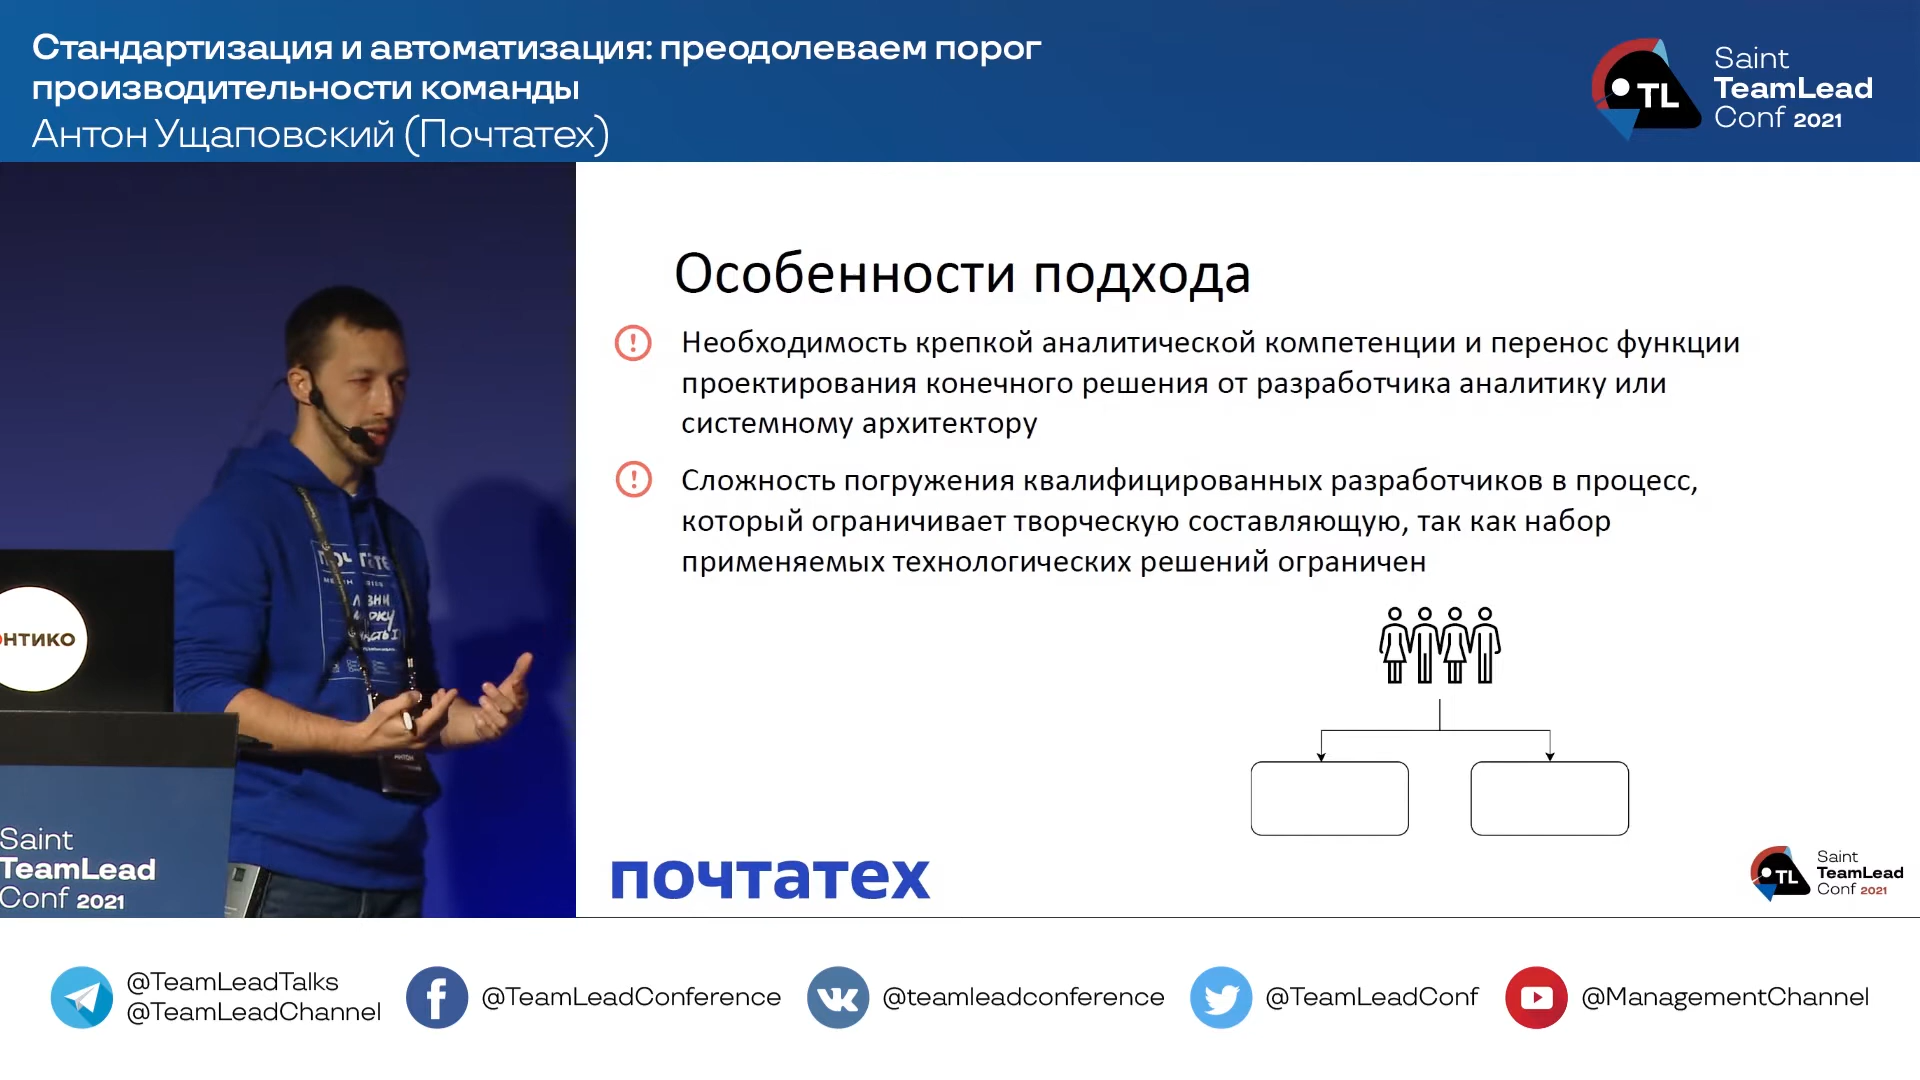 Стандартизация и автоматизация: преодолеваем порог
производительности команды
Антон Ущаповский (Почтатех)
TL
Saint
TeamLead
Conf 2021
Особенности подхода
Необходимость крепкой аналитической компетенции и перенос функции
проектирования конечного решения от разработчика аналитику или
системному архитектору
Сложность погружения квалифицированных разработчиков в процесс,
который ограничивает творческую составляющую, так как набор
применяемых технологических решений ограничен
почтатех
TL
Saint
TeamLead
Conf 2021
НТИКО
Saint
TeamLead
Conf 2021
@TeamLeadTalks
@TeamLeadChannel
@TeamLeadConference
@teamleadconference
@TeamLeadConf
@ManagementChannel